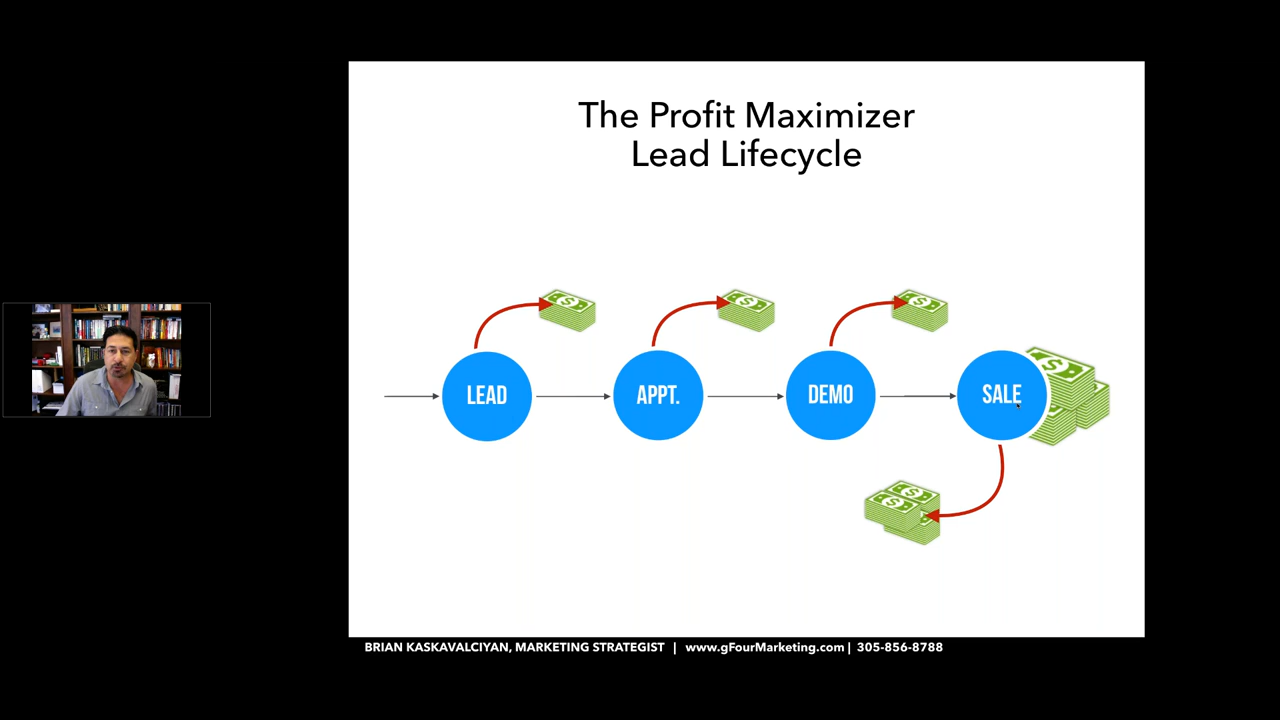 The Profit Maximizer
Lead Lifecycle
LEAD
APPT.
DEMO
SALE
BRIAN KASKAVALCIYAN, MARKETING STRATEGIST | www.gFourMarketing.com | 305-856-8788